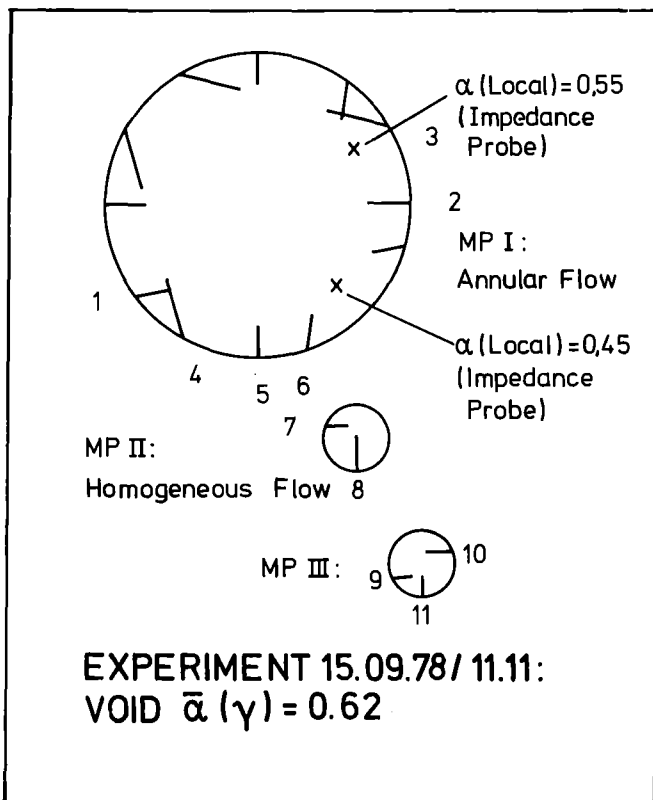 α (Local) = 0,55
(Impedance
Probe)
3
2
MP I:
Annular Flow
1
α (Local) = 0,45
(Impedance
Probe)
4
5
6
7
MP II:
Homogeneous Flow 8
MP III:
9
10
11
EXPERIMENT 15.09.78 / 11.11:
VOID ᾱ (γ) = 0.62